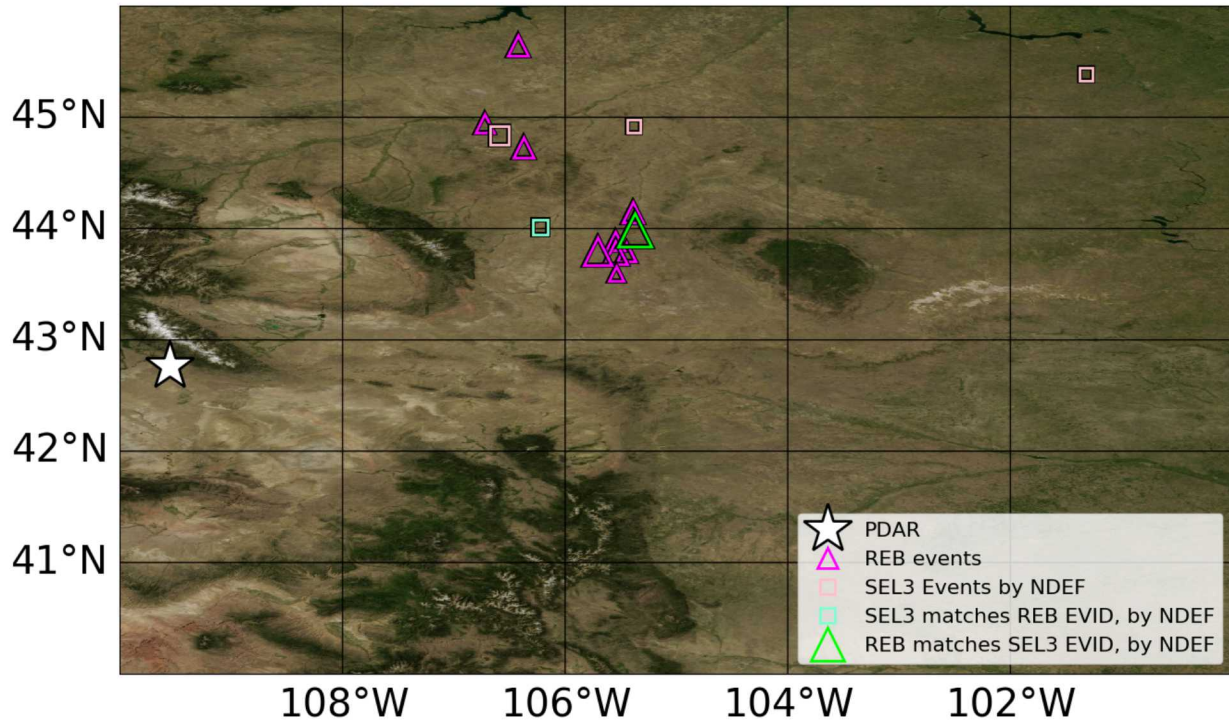 45°N
44°N
43°N
42°N
41°N
108°W 106°W 104°W 102°W
PDAR
REB events
SEL3 Events by NDEF
SEL3 matches REB EVID, by NDEF
REB matches SEL3 EVID, by NDEF